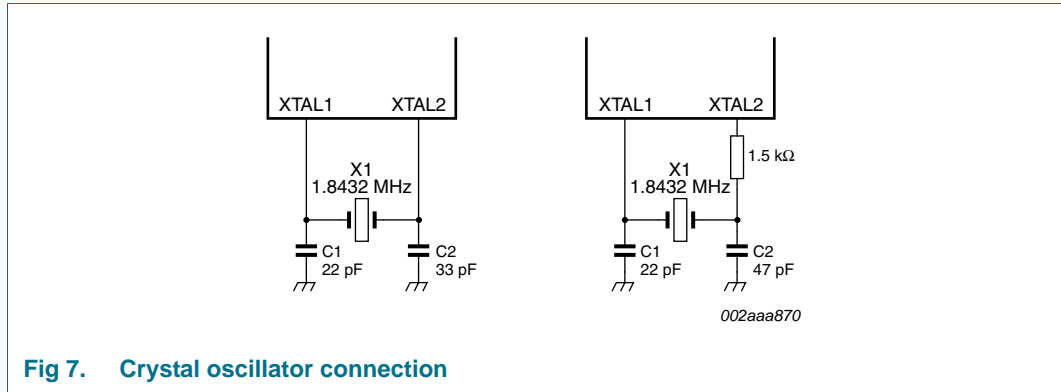 XTAL1 XTAL2
X1
1.8432 MHz
C1
22 pF
C2
33 pF
XTAL1 XTAL2
1.5 kΩ
X1
1.8432 MHz
C1
22 pF
C2
47 pF
002aaa870
Fig 7. Crystal oscillator connection